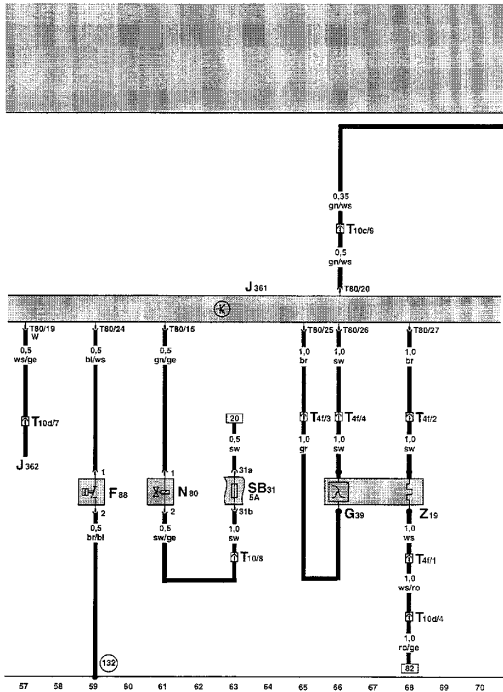 0,35
gn/ws
T10c/6
0,5
gn/ws
J361
T80/20
K
T80/19
W
T80/24
T80/15
T80/25
T80/26
T80/27
0,5
ws/ge
0,5
bl/ws
0,5
gn/ge
1,0
br
1,0
sw
1,0
br
20
T10d/7
0,5
sw
T4f/3
T4f/4
T4f/2
J362
1,0
gr
1,0
sw
1,0
sw
1
1
31a
F88
N80
SB31
5A
2
2
31b
G39
Z19
0,5
br/bl
0,5
sw/ge
1,0
sw
1,0
ws
T10/8
T4f/1
1,0
ws/ro
T10d/4
1,0
ro/ge
132
82
57 58 59 60 61 62 63 64 65 66 67 68 69 70